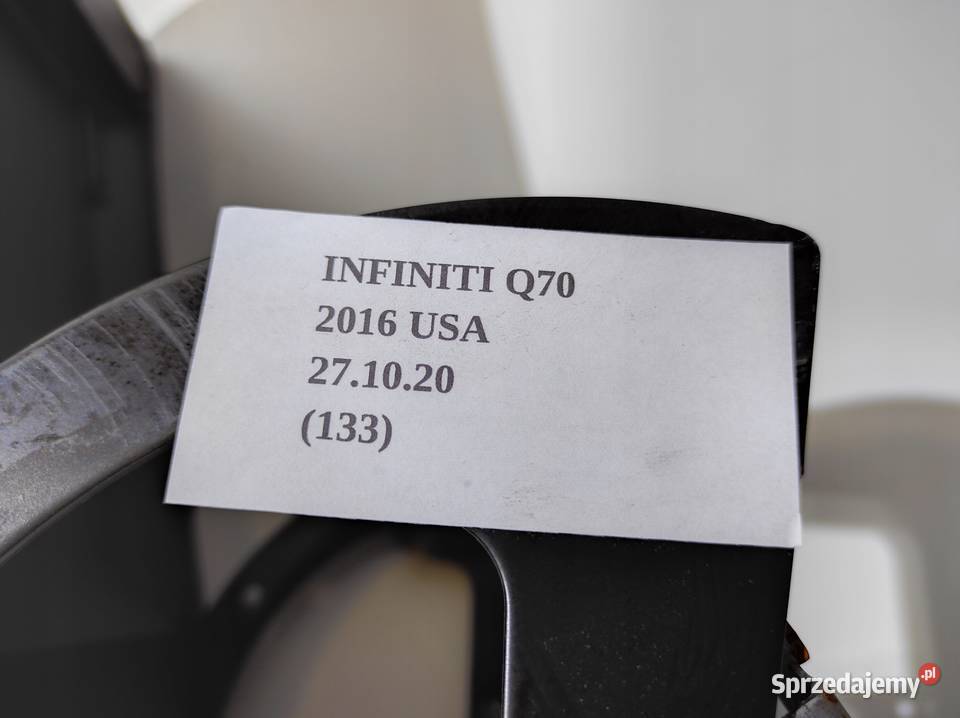 INFINITI Q70
2016 USA
27.10.20
(133)
Sprzedajemy.pl